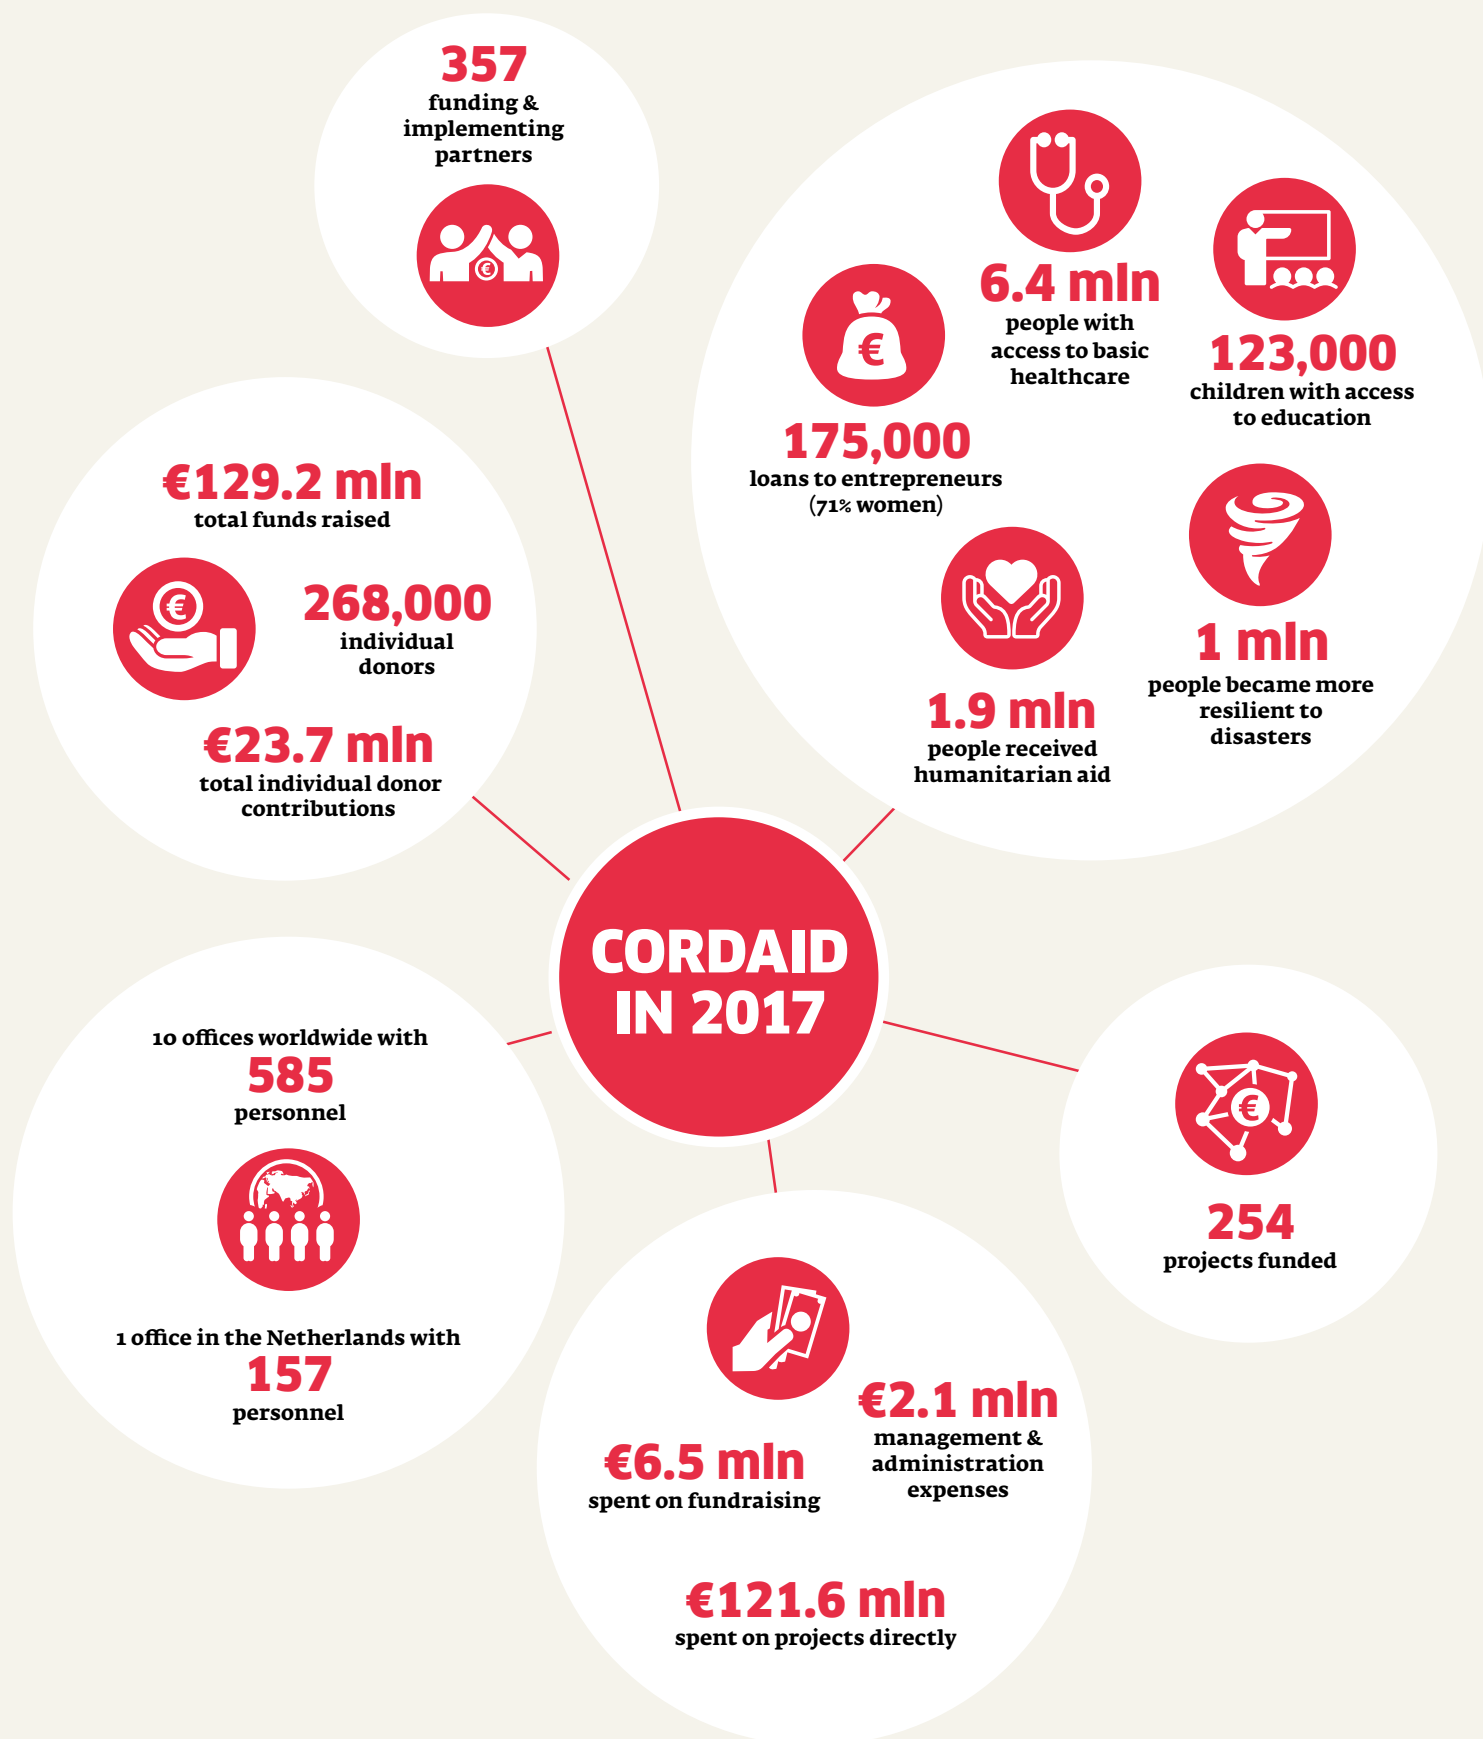 357
funding &
implementing
partners
6.4 mln
people with
access to basic
healthcare
123,000
children with access
to education
175,000
loans to entrepreneurs
(71% women)
1 mln
people became more
resilient to
disasters
1.9 mln
people received
humanitarian aid
€129.2 mln
total funds raised
268,000
individual
donors
€23.7 mln
total individual donor
contributions
CORDAID
IN 2017
10 offices worldwide with
585
personnel
1 office in the Netherlands with
157
personnel
254
projects funded
€2.1 mln
management &
administration
expenses
€6.5 mln
spent on fundraising
€121.6 mln
spent on projects directly
€
€
€
€